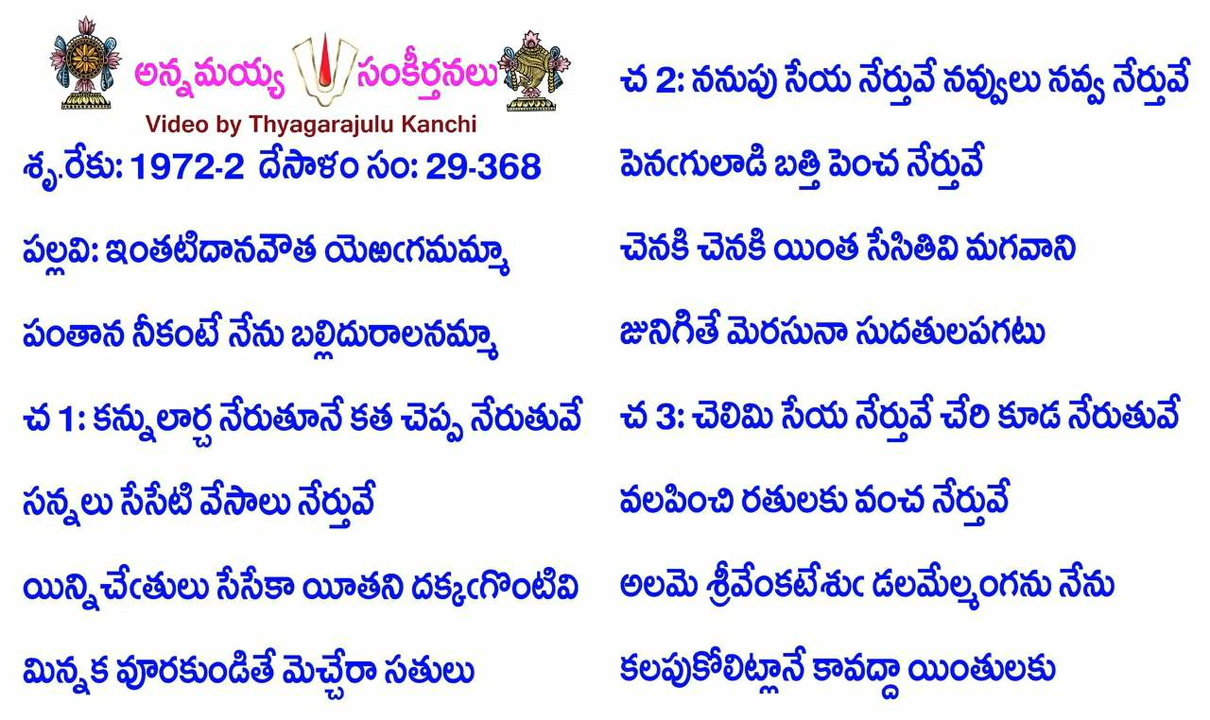 అన్నమయ్య సంకీర్తనలు
Video by Thyagarajulu Kanchi
శృ.రేకు: 1972-2 దేసాళం సం: 29-368
పల్లవి: ఇంతటిదానవౌత యెఱఁగమమ్మా
పంతాన నీకంటే నేను బల్లిదురాలనమ్మా
చ 1: కన్నులార్చ నేరుతూనే కత చెప్ప నేరుతువే
సన్నలు సేసేటి వేసాలు నేర్తువే
యిన్నిచేఁతులు సేసేకా యీతని దక్కఁగొంటివి
మిన్నక వూరకుండితే మెచ్చేరా సతులు
చ 2: ననుపు సేయ నేర్తువే నవ్వులు నవ్వ నేర్తువే
పెనఁగులాడి బత్తి పెంచ నేర్తువే
చెనకి చెనకి యింత సేసితివి మగవాని
జునిగితే మెరసునా సుదతులపగటు
చ 3: చెలిమి సేయ నేర్తువే చేరి కూడ నేరుతువే
వలపించి రతులకు వంచ నేర్తువే
అలమె శ్రీవేంకటేశుఁ డలమేల్మంగను నేను
కలపుకోలిట్లానే కావద్దా యింతులకు